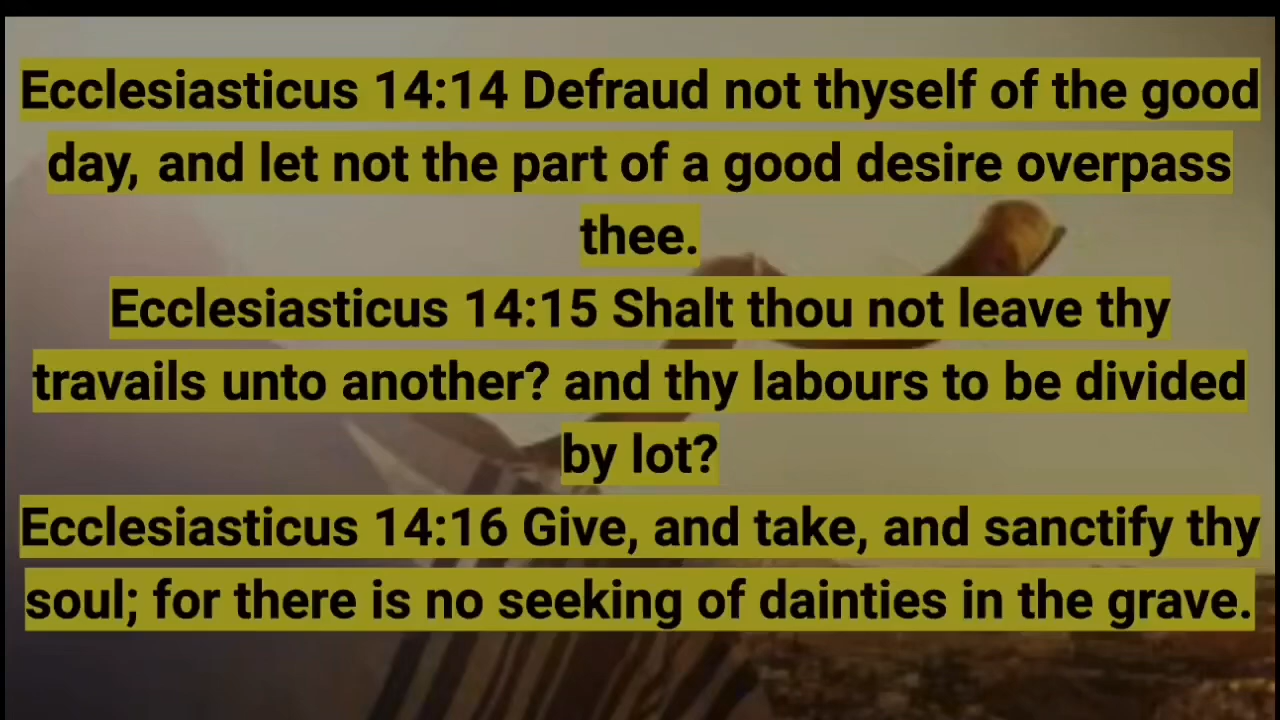 Ecclesiasticus 14:14 Defraud not thyself of the good
day, and let not the part of a good desire overpass
thee.
Ecclesiasticus 14:15 Shalt thou not leave thy
travails unto another? and thy labours to be divided
by lot?
Ecclesiasticus 14:16 Give, and take, and sanctify thy
soul; for there is no seeking of dainties in the grave.